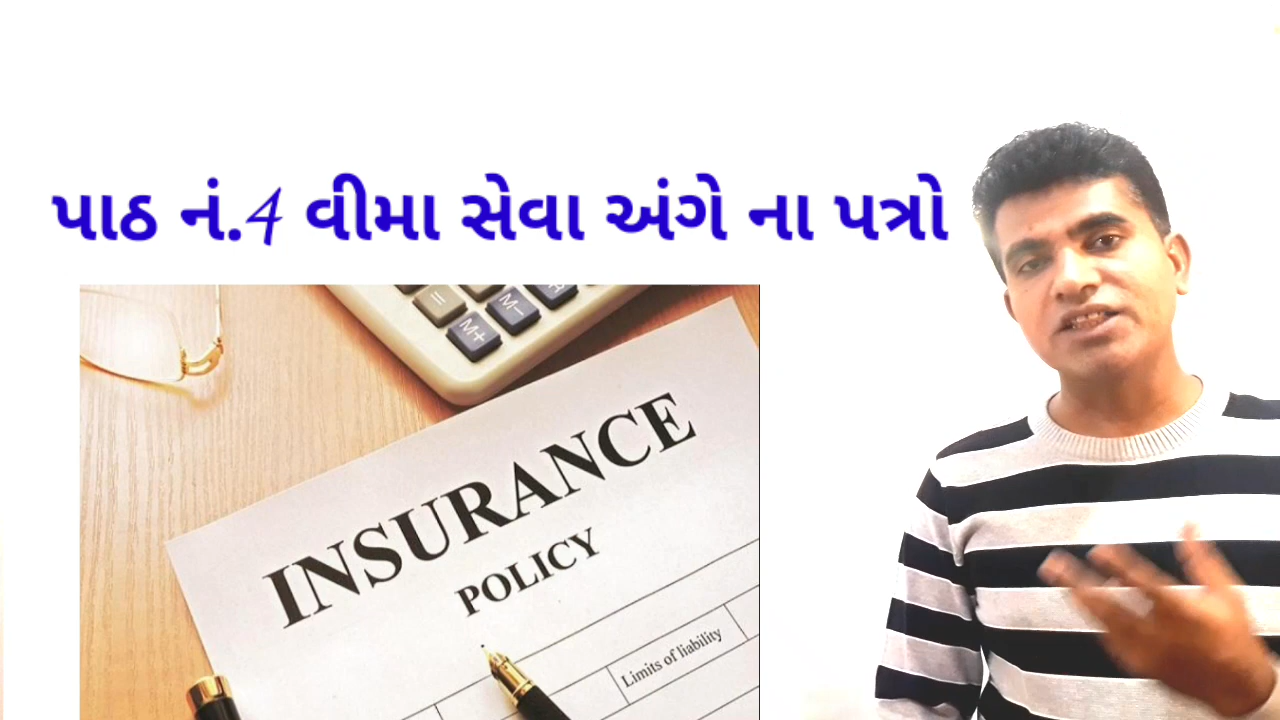 પાઠ નં.4 વીમા સેવા અંગે ના પત્રો
=
M-
M+
INSURANCE
POLICY
Limits of liability